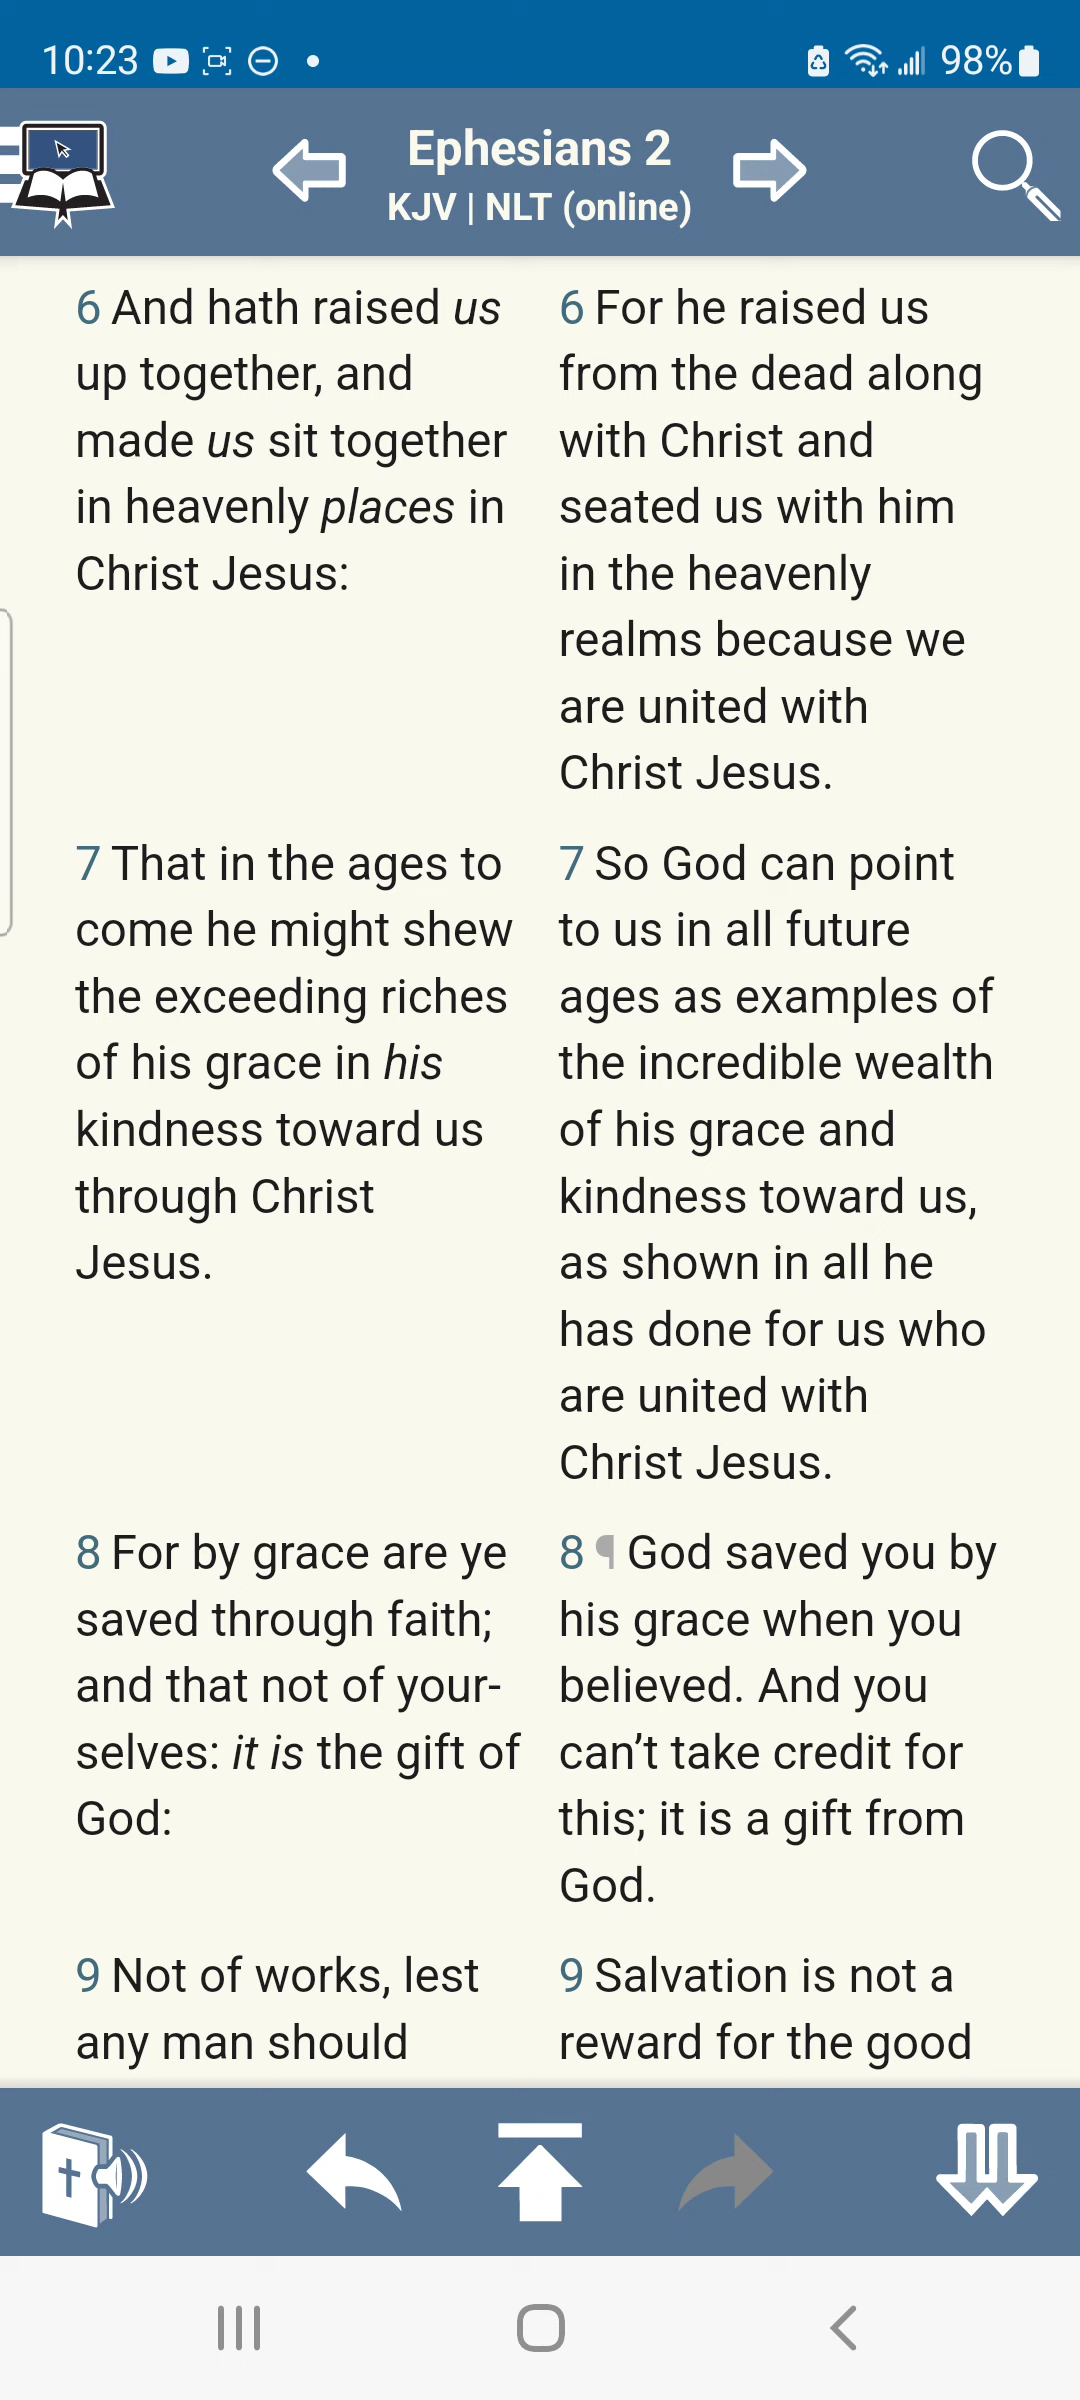 10:23
98%
Ephesians 2
KJV | NLT (online)
6 And hath raised us
up together, and
made us sit together
in heavenly places in
Christ Jesus:
6 For he raised us
from the dead along
with Christ and
seated us with him
in the heavenly
realms because we
are united with
Christ Jesus.
7 That in the ages to
come he might shew
the exceeding riches
of his grace in his
kindness toward us
through Christ
Jesus.
7 So God can point
to us in all future
ages as examples of
the incredible wealth
of his grace and
kindness toward us,
as shown in all he
has done for us who
are united with
Christ Jesus.
8 For by grace are ye
saved through faith;
and that not of your-
selves: it is the gift of
God:
8 ¶ God saved you by
his grace when you
believed. And you
can’t take credit for
this; it is a gift from
God.
9 Not of works, lest
any man should
9 Salvation is not a
reward for the good